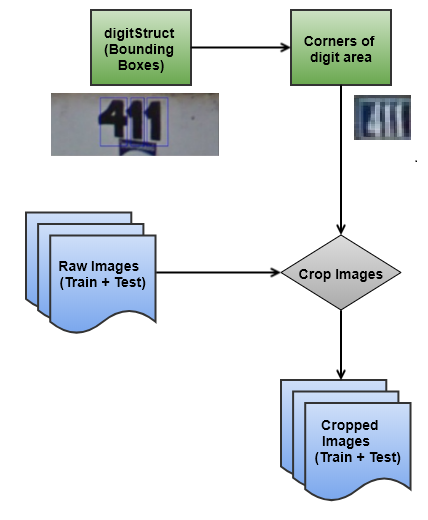 digitStruct
(Bounding
Boxes)
Corners of
digit area
411
411
Raw Images
(Train + Test)
Crop Images
Cropped
Images
(Train + Test)